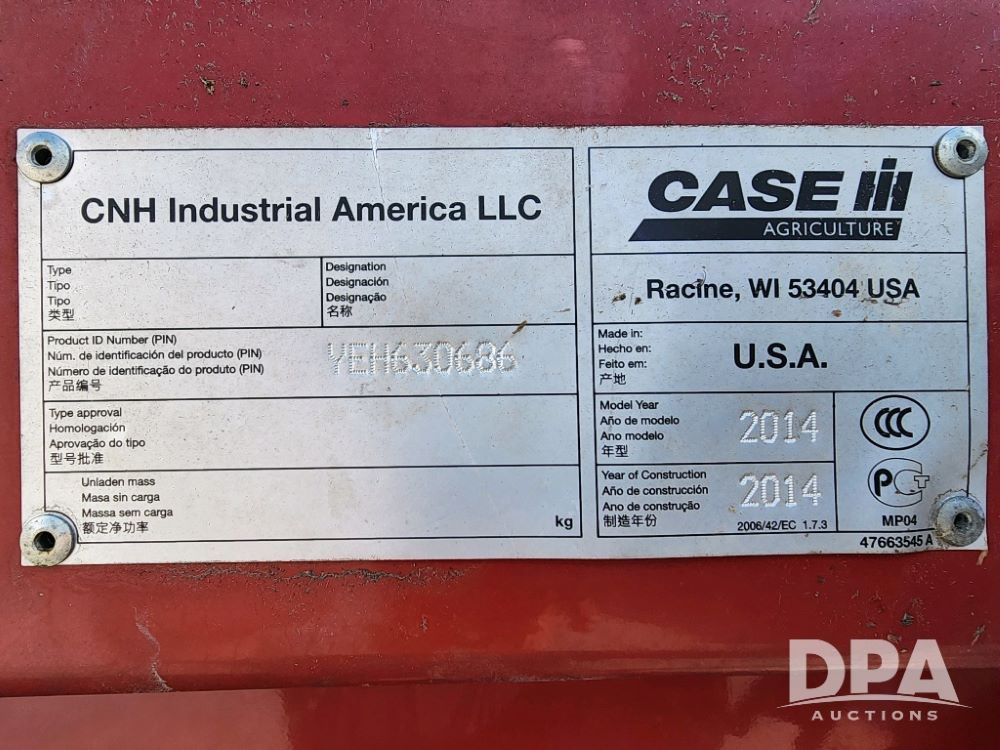 CNH Industrial America LLC
Type
Tipo
Tipo
类型
Designation
Designación
Designação
名称
Product ID Number (PIN)
Núm. de identificación del producto (PIN)
Número de identificação do produto (PIN)
产品编号
YEH630686
Type approval
Homologación
Aprovação do tipo
型号批准
Unladen mass
Masa sin carga
Massa sem carga
额定净功率
kg
CASE IH
AGRICULTURE
Racine, WI 53404 USA
Made in:
Hecho en:
Feito em:
产地
U.S.A.
Model Year
Año de modelo
Ano modelo
年型
2014
Year of Construction
Año de construcción
Ano de construção
制造年份
2014
2006/42/EC 1.7.3
CCC
PCT
MP04
47663545 A
DPA
AUCTIONS